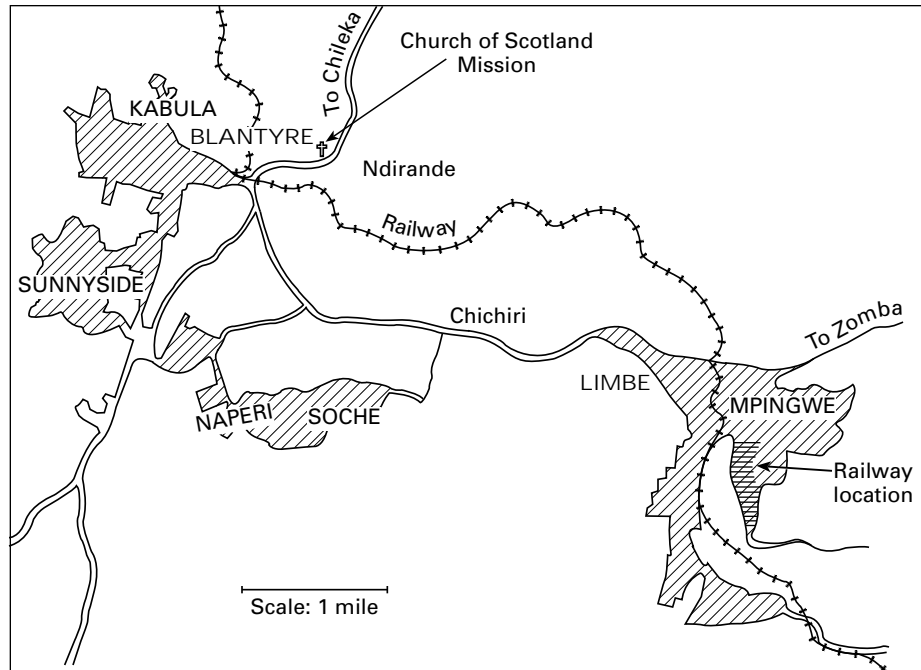 To Chileka
Church of Scotland
Mission
KABULA
BLANTYRE
Ndirande
Railway
SUNNYSIDE
Chichiri
To Zomba
LIMBE
MPINGWE
NAPERI
SOCHE
Railway
location
Scale: 1 mile